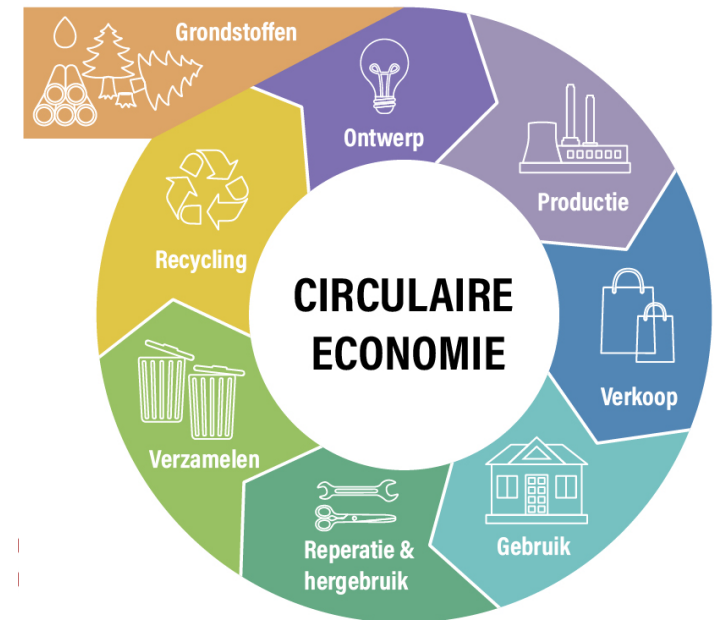 Grondstoffen
Ontwerp
Productie
Verkoop
Gebruik
Reperatie &
hergebruik
Verzamelen
Recycling
CIRCULAIRE
ECONOMIE